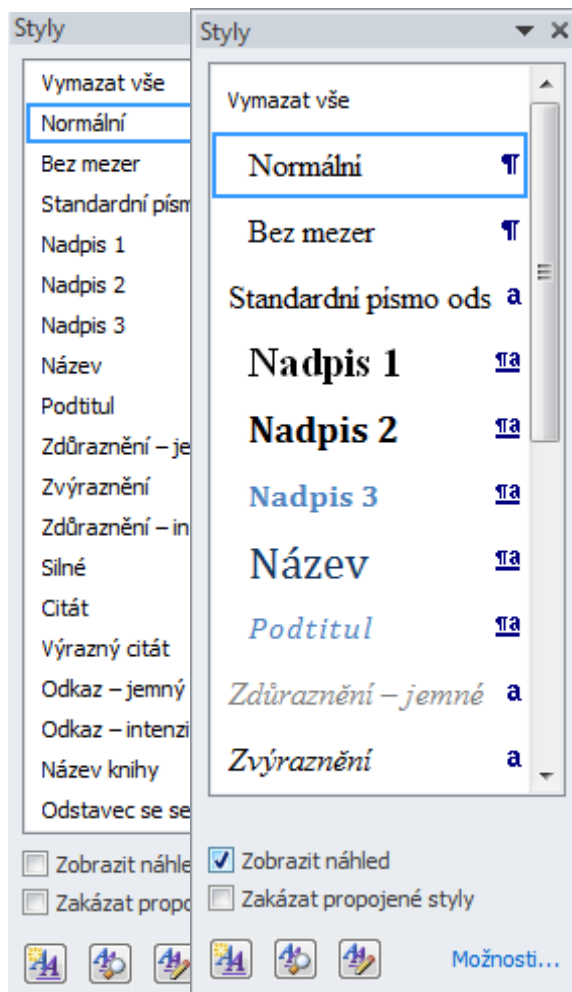 Styly
Vymazat vše
Normální
Bez mezer
Standardní písm
Nadpis 1
Nadpis 2
Nadpis 3
Název
Podtitul
Zdůraznění – je
Zvýraznění
Zdůraznění – in
Silné
Citát
Výrazný citát
Odkaz – jemný
Odkaz – intenzi
Název knihy
Odstavec se se
Zobrazit náhle
Zakázat propo
Styly
Vymazat vše
Normální ¶
Bez mezer ¶
Standardní písmo ods a
Nadpis 1 ¶a
Nadpis 2 ¶a
Nadpis 3 ¶a
Název ¶a
Podtitul ¶a
Zdůraznění – jemné a
Zvýraznění a
Zobrazit náhled
Zakázat propojené styly
Možnosti...